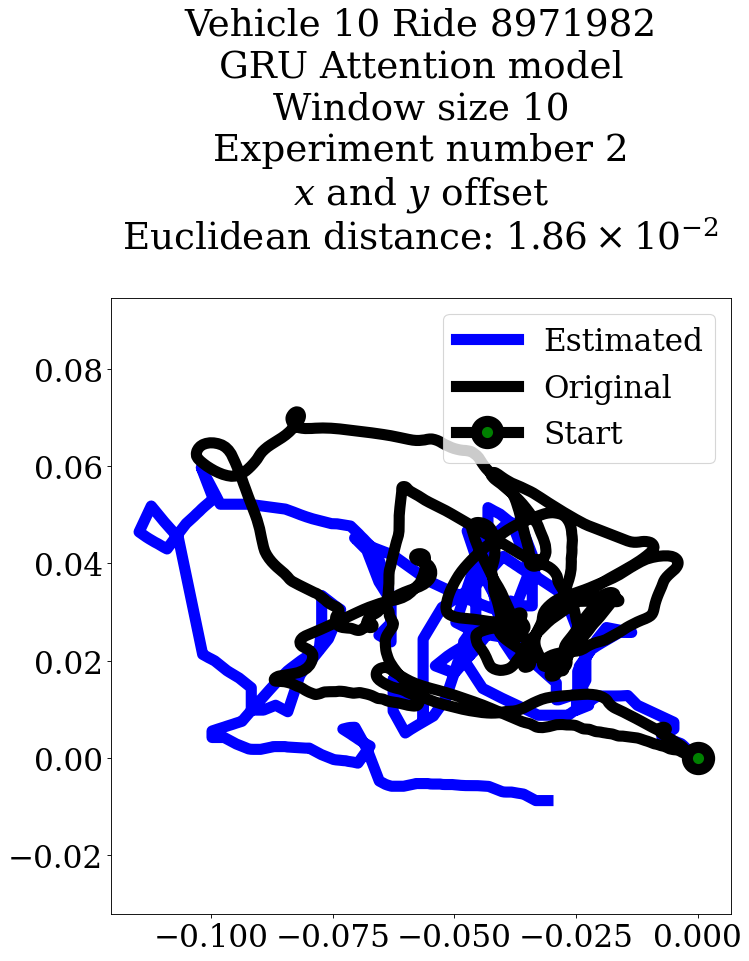 Vehicle 10 Ride 8971982
GRU Attention model
Window size 10
Experiment number 2
x and y offset
Euclidean distance: 1.86 × 10⁻²
Estimated
Original
Start
0.08
0.06
0.04
0.02
0.00
−0.02
−0.100 −0.075 −0.050 −0.025 0.000